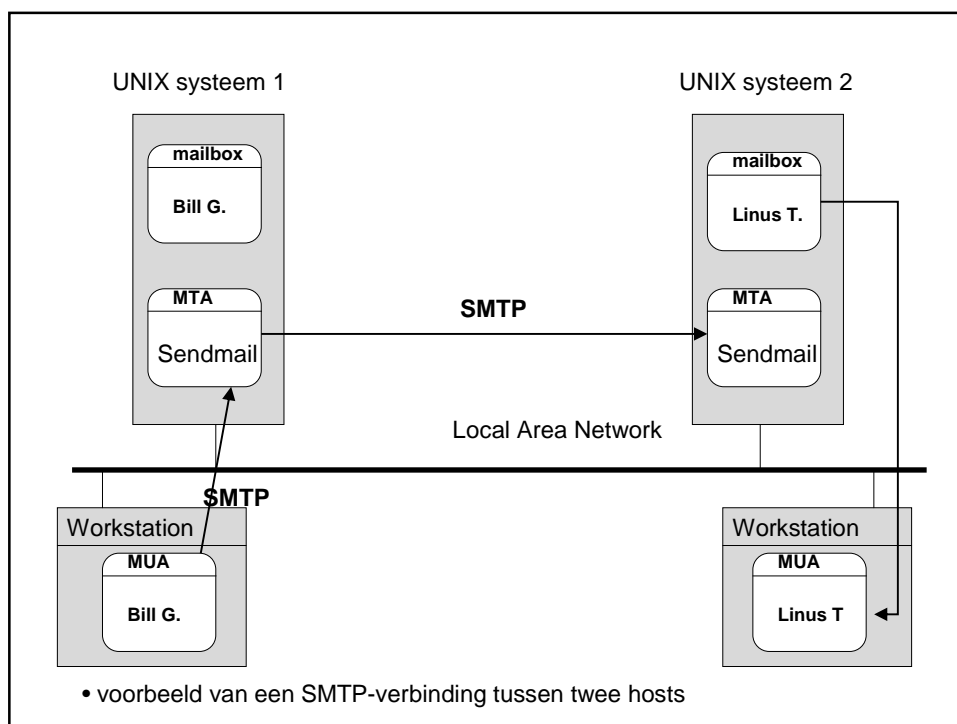 UNIX systeem 1
UNIX systeem 2
mailbox
Bill G.
mailbox
Linus T.
MTA
Sendmail
SMTP
MTA
Sendmail
Local Area Network
SMTP
Workstation
MUA
Bill G.
Workstation
MUA
Linus T
• voorbeeld van een SMTP-verbinding tussen twee hosts